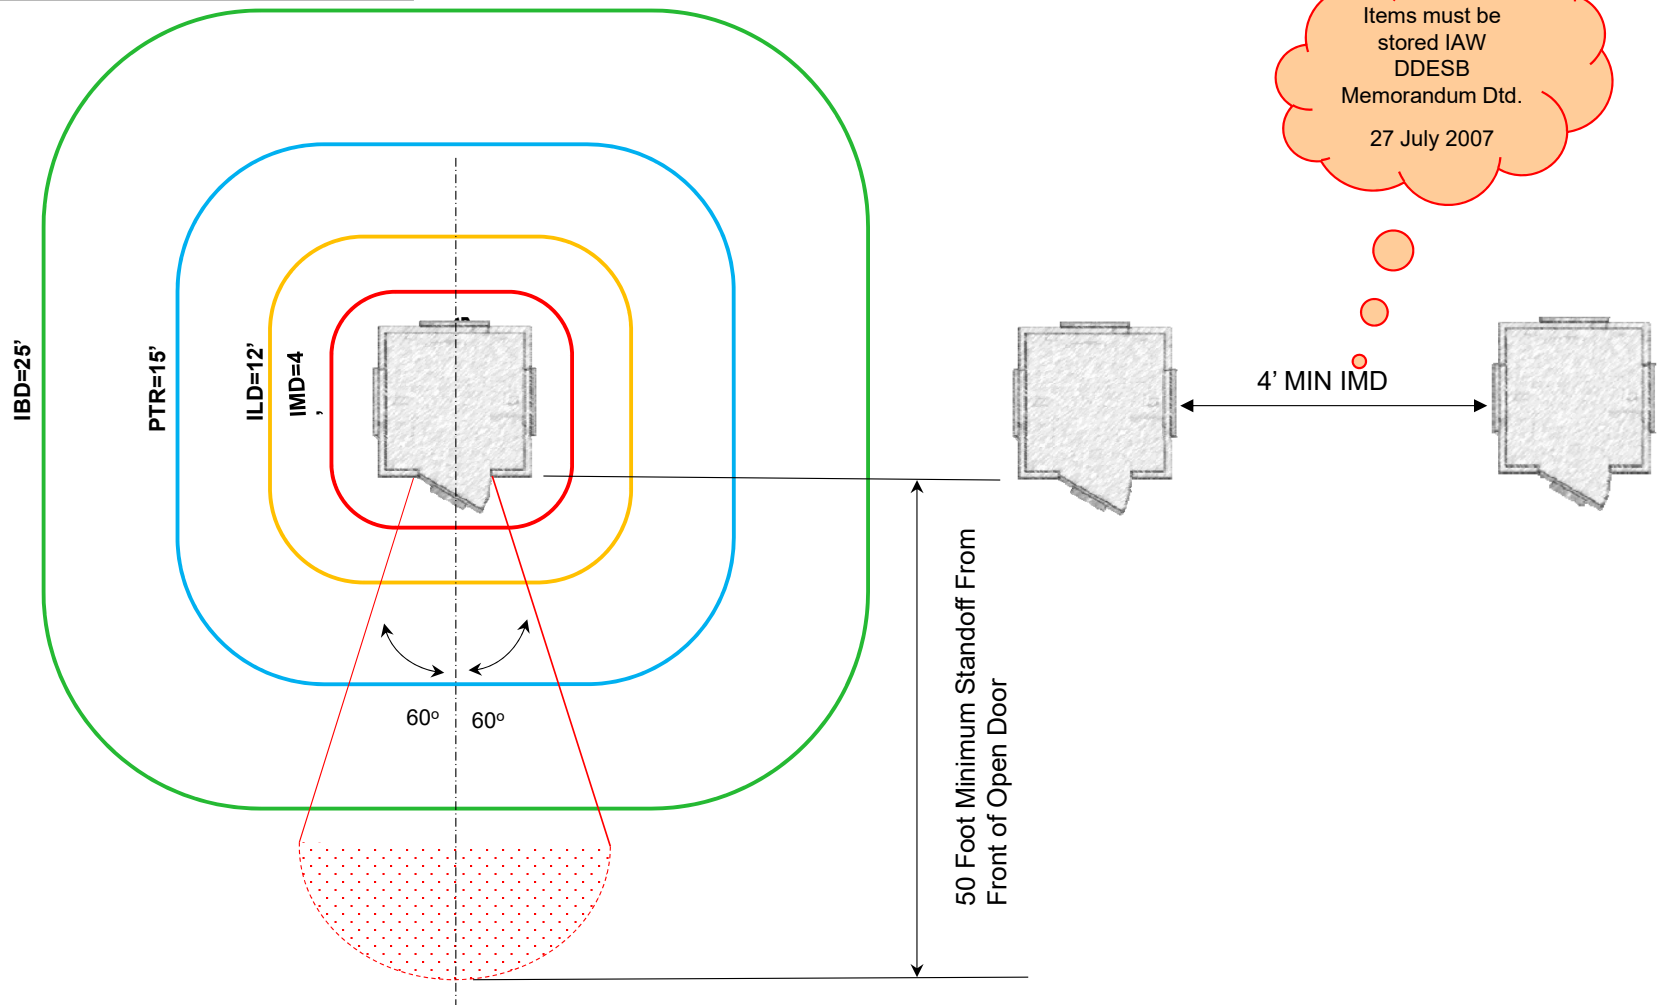 Items must be
stored IAW
DDESB
Memorandum Dtd.
27 July 2007
IBD=25’
PTR=15’
ILD=12’
IMD=4
’
4’ MIN IMD
60º
60º
50 Foot Minimum Standoff From
Front of Open Door